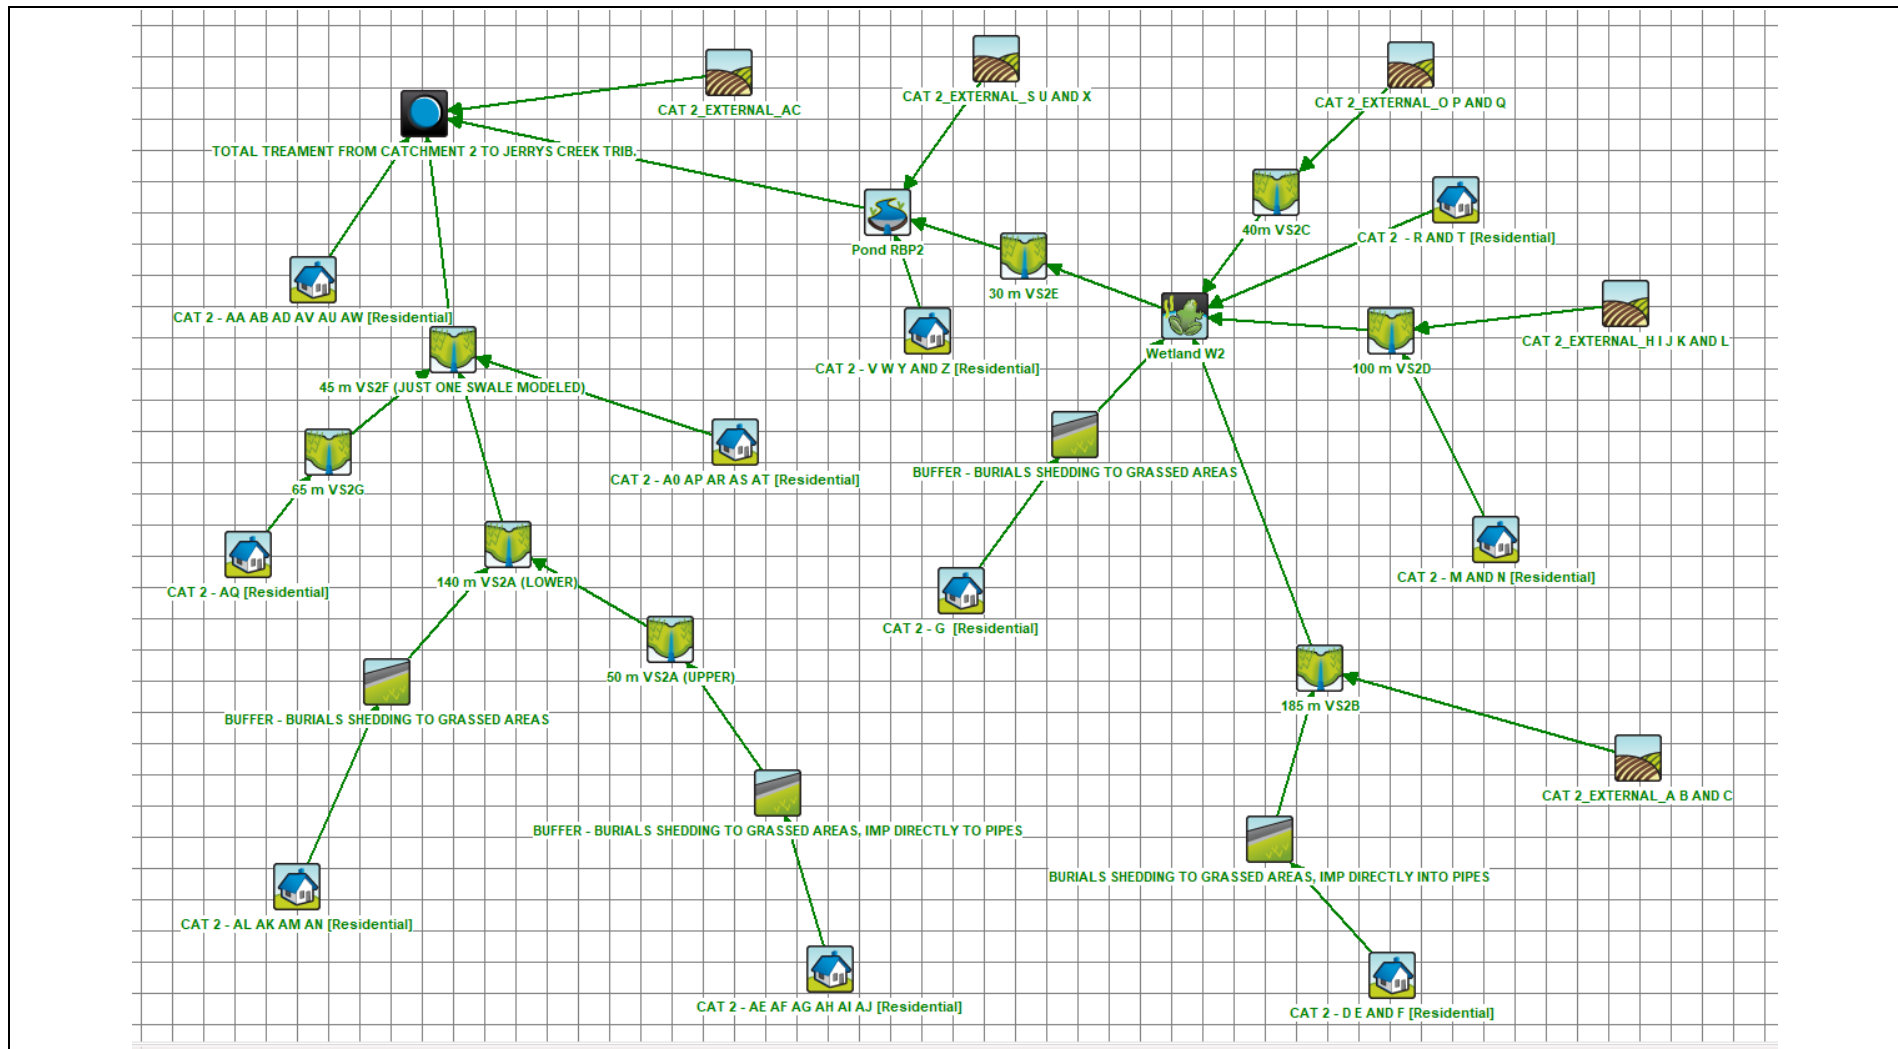 CAT 2_EXTERNAL_S U AND X
CAT 2_EXTERNAL_O P AND Q
CAT 2_EXTERNAL_AC
TOTAL TREAMENT FROM CATCHMENT 2 TO JERRYS CREEK TRIB.
40m VS2C
CAT 2 - R AND T [Residential]
Pond RBP2
30 m VS2E
CAT 2 - AA AB AD AV AU AW [Residential]
CAT 2_EXTERNAL_H I J K AND L
Wetland W2
CAT 2 - V W Y AND Z [Residential]
100 m VS2D
45 m VS2F (JUST ONE SWALE MODELED)
BUFFER - BURIALS SHEDDING TO GRASSED AREAS
CAT 2 - A0 AP AR AS AT [Residential]
65 m VS2G
CAT 2 - M AND N [Residential]
140 m VS2A (LOWER)
CAT 2 - AQ [Residential]
CAT 2 - G [Residential]
50 m VS2A (UPPER)
185 m VS2B
BUFFER - BURIALS SHEDDING TO GRASSED AREAS
CAT 2_EXTERNAL_A B AND C
BUFFER - BURIALS SHEDDING TO GRASSED AREAS, IMP DIRECTLY TO PIPES
BURIALS SHEDDING TO GRASSED AREAS, IMP DIRECTLY INTO PIPES
CAT 2 - AL AK AM AN [Residential]
CAT 2 - AE AF AG AH AI AJ [Residential]
CAT 2 - D E AND F [Residential]